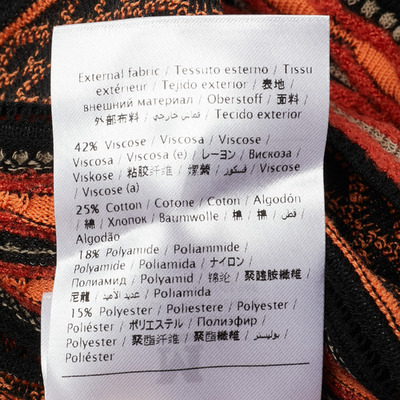 External fabric / Tessuto esterno / Tissu
extérieur / Tejido exterior / 表地 /
внешний материал / Oberstoff / 面料 /
外部布料 / قماش خارجي / Tecido exterior
42% Viscose / Viscosa / Viscose /
Viscosa / Viscosa (e) / レーヨン / Вискоза /
Viskose / 粘胶纤维 / 嫘縈 / فسكوز / Viscose
/ Viscose (a)
25% Cotton / Cotone / Coton / Algodón
/ 綿 / Хлопок / Baumwolle / 棉 / 棉 / قطن /
Algodão
18% Polyamide / Poliammide /
Polyamide / Poliamida / ナイロン /
Полиамид / Polyamid / 锦纶 / 聚醯胺纖維 /
尼龍 / عديد الأميد / Poliamida
15% Polyester / Poliestere / Polyester /
Poliéster / ポリエステル / Полиэфир /
Polyester / 聚酯纤维 / 聚酯纖維 / بوليستر /
Poliéster